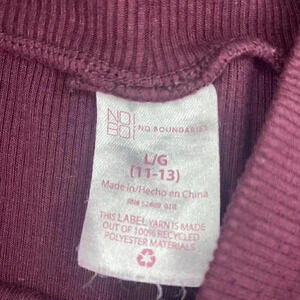 NO
BO
NO BOUNDARIES
L/G
(11-13)
Made in/Hecho en China
THIS LABEL YARN IS MADE
OUT OF 100% RECYCLED
POLYESTER MATERIALS